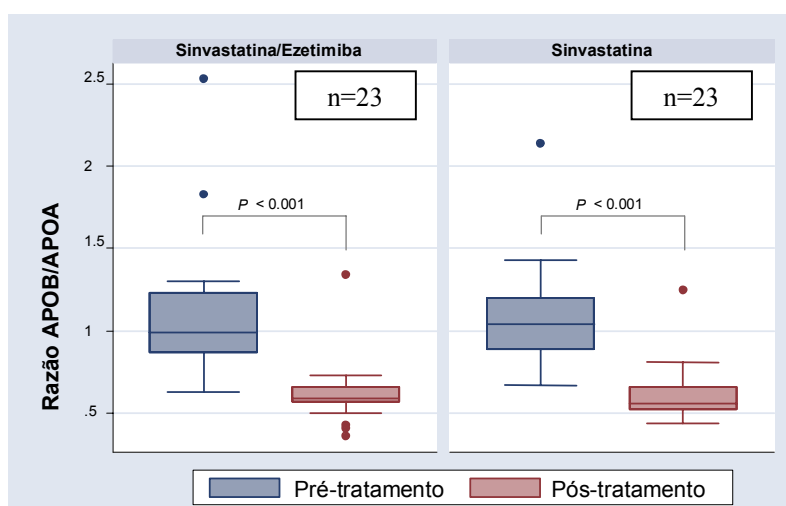 Sinvastatina/Ezetimiba
Sinvastatina
n=23
n=23
Razão APOB/APOA
2.5
2
1.5
1
.5
P < 0.001
P < 0.001
Pré-tratamento
Pós-tratamento